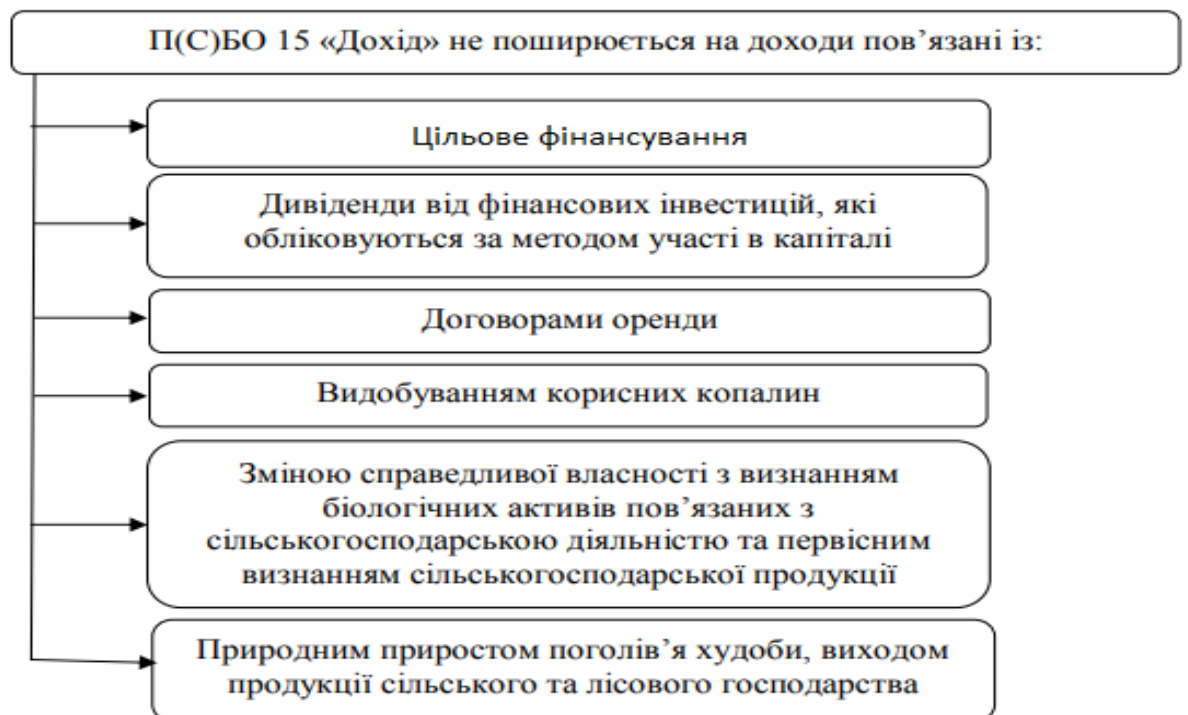 П(С)БО 15 «Дохід» не поширюється на доходи пов’язані із:
Цільове фінансування
Дивіденди від фінансових інвестицій, які
обліковуються за методом участі в капіталі
Договорами оренди
Видобуванням корисних копалин
Зміною справедливої власності з визнанням
біологічних активів пов’язаних з
сільськогосподарською діяльністю та первісним
визнанням сільськогосподарської продукції
Природним приростом поголів’я худоби, виходом
продукції сільського та лісового господарства